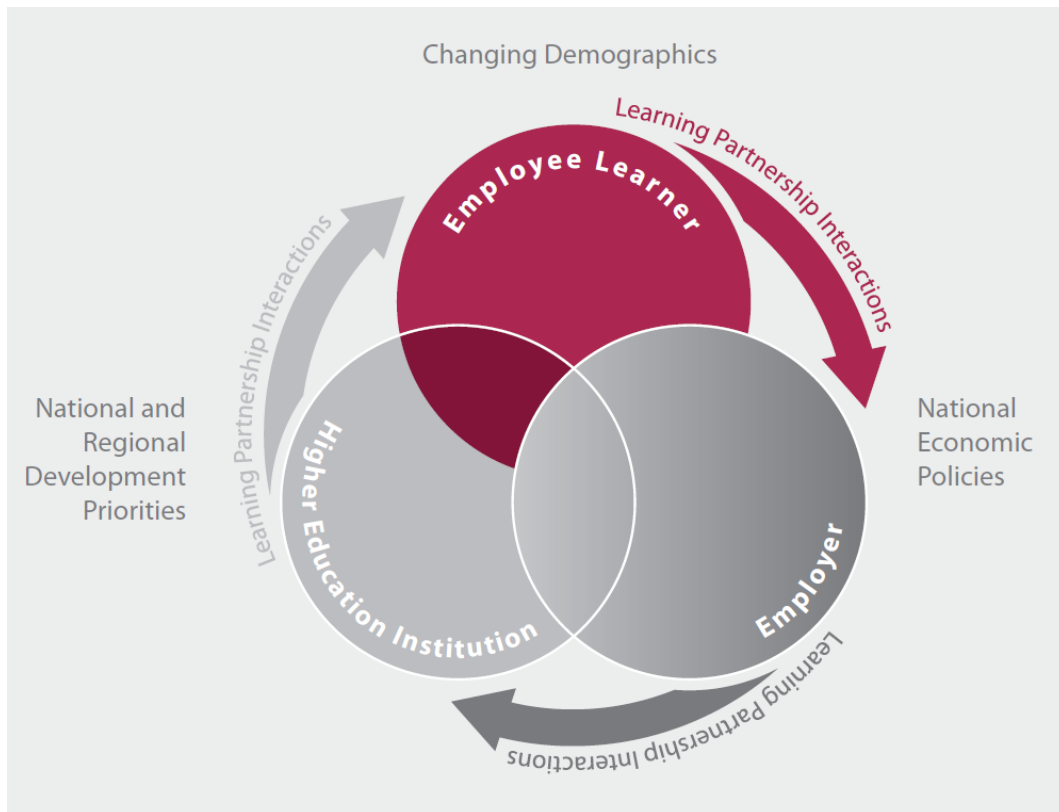 Changing Demographics
Learning Partnership Interactions
Employee Learner
Learning Partnership Interactions
National and
Regional
Development
Priorities
National
Economic
Policies
Higher Education Institution
Employer
Learning Partnership Interactions